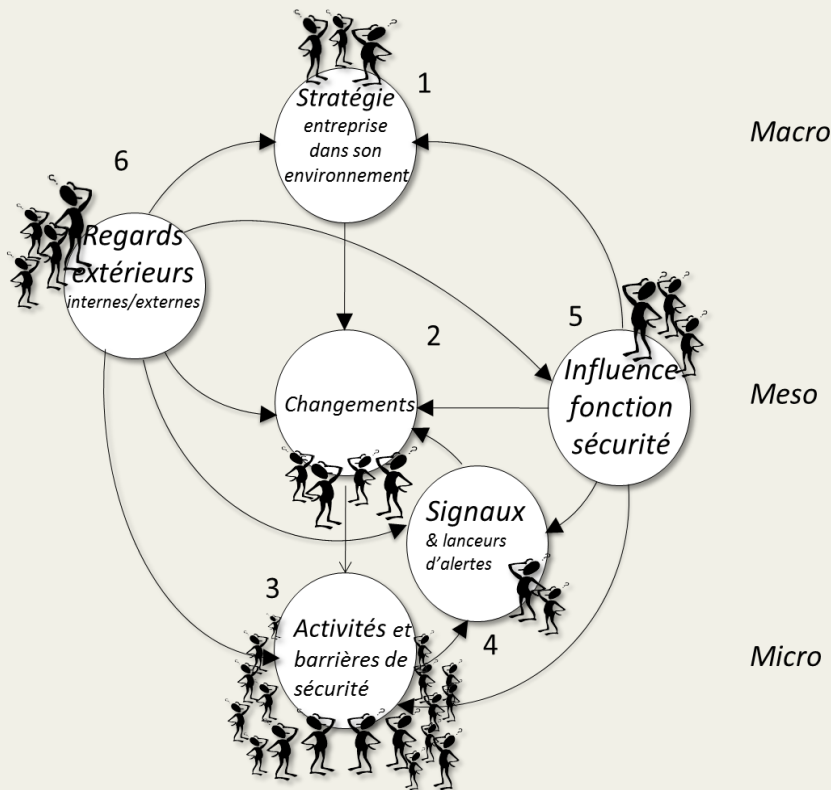 1
Stratégie
entreprise
dans son
environnement
Macro
6
Regards
extérieurs
internes/externes
2
Changements
5
Influence
fonction
sécurité
Meso
Signaux
& lanceurs
d’alertes
4
3
Activités et
barrières de
sécurité
Micro